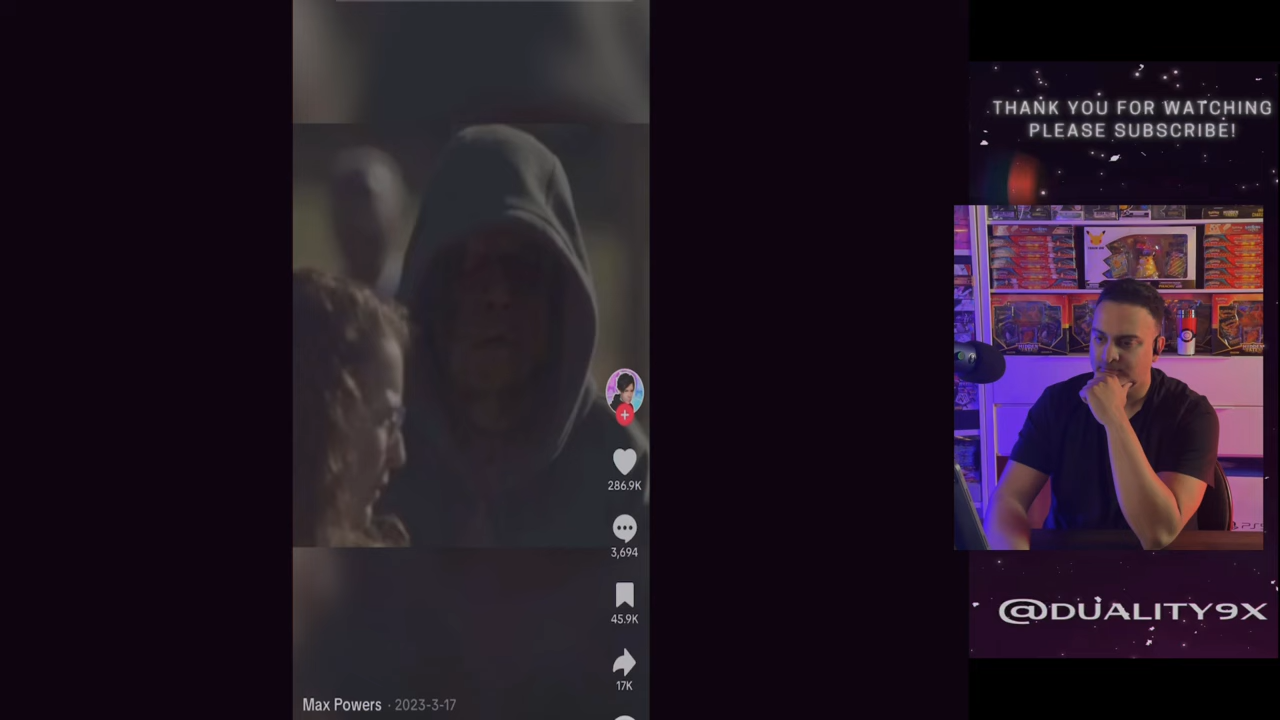 THANK YOU FOR WATCHING
PLEASE SUBSCRIBE!
286.9K
3,694
45.9K
17K
Max Powers · 2023-3-17
@DUALITY9X